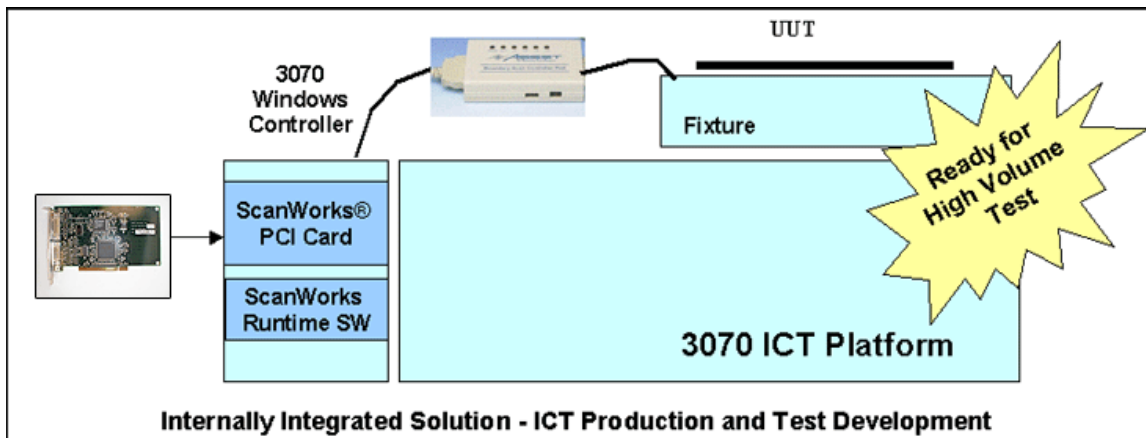 UUT
3070
Windows
Controller
Fixture
Ready for
High Volume
Test
ScanWorks®
PCI Card
ScanWorks
Runtime SW
3070 ICT Platform
Internally Integrated Solution - ICT Production and Test Development